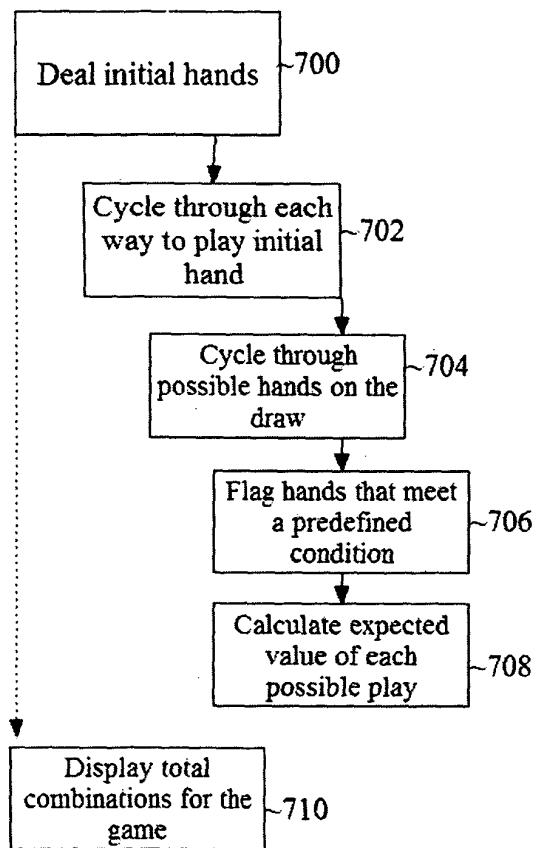 Deal initial hands
~700
Cycle through each
way to play initial
hand
~702
Cycle through
possible hands on the
draw
~704
Flag hands that meet
a predefined
condition
~706
Calculate expected
value of each
possible play
~708
Display total
combinations for the
game
~710